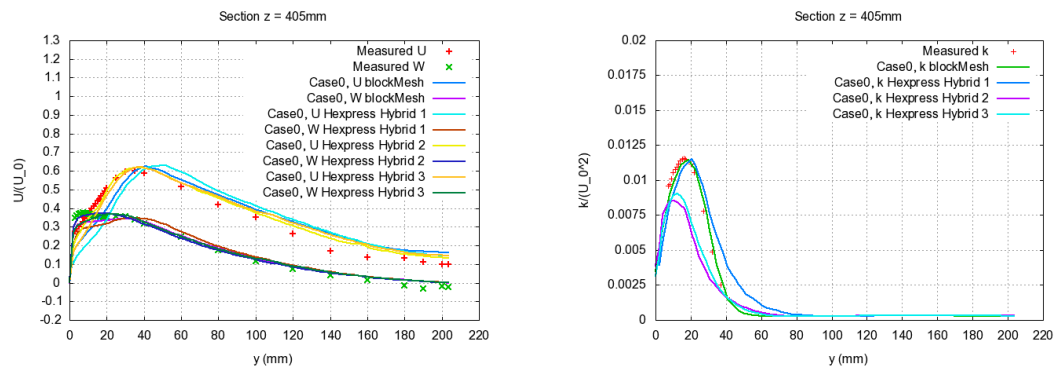 Section z = 405mm
1.3
1.2
1.1
1
0.9
0.8
0.7
0.6
0.5
0.4
0.3
0.2
0.1
0
-0.1
-0.2
U/(U_0)
Measured U
Measured W
Case0, U blockMesh
Case0, W blockMesh
Case0, U Hexpress Hybrid 1
Case0, W Hexpress Hybrid 1
Case0, U Hexpress Hybrid 2
Case0, W Hexpress Hybrid 2
Case0, U Hexpress Hybrid 3
Case0, W Hexpress Hybrid 3
0 20 40 60 80 100 120 140 160 180 200 220
y (mm)
Section z = 405mm
0.02
0.0175
0.015
0.0125
0.01
0.0075
0.005
0.0025
0
k/(U_0^2)
Measured k
Case0, k blockMesh
Case0, k Hexpress Hybrid 1
Case0, k Hexpress Hybrid 2
Case0, k Hexpress Hybrid 3
0 20 40 60 80 100 120 140 160 180 200 220
y (mm)